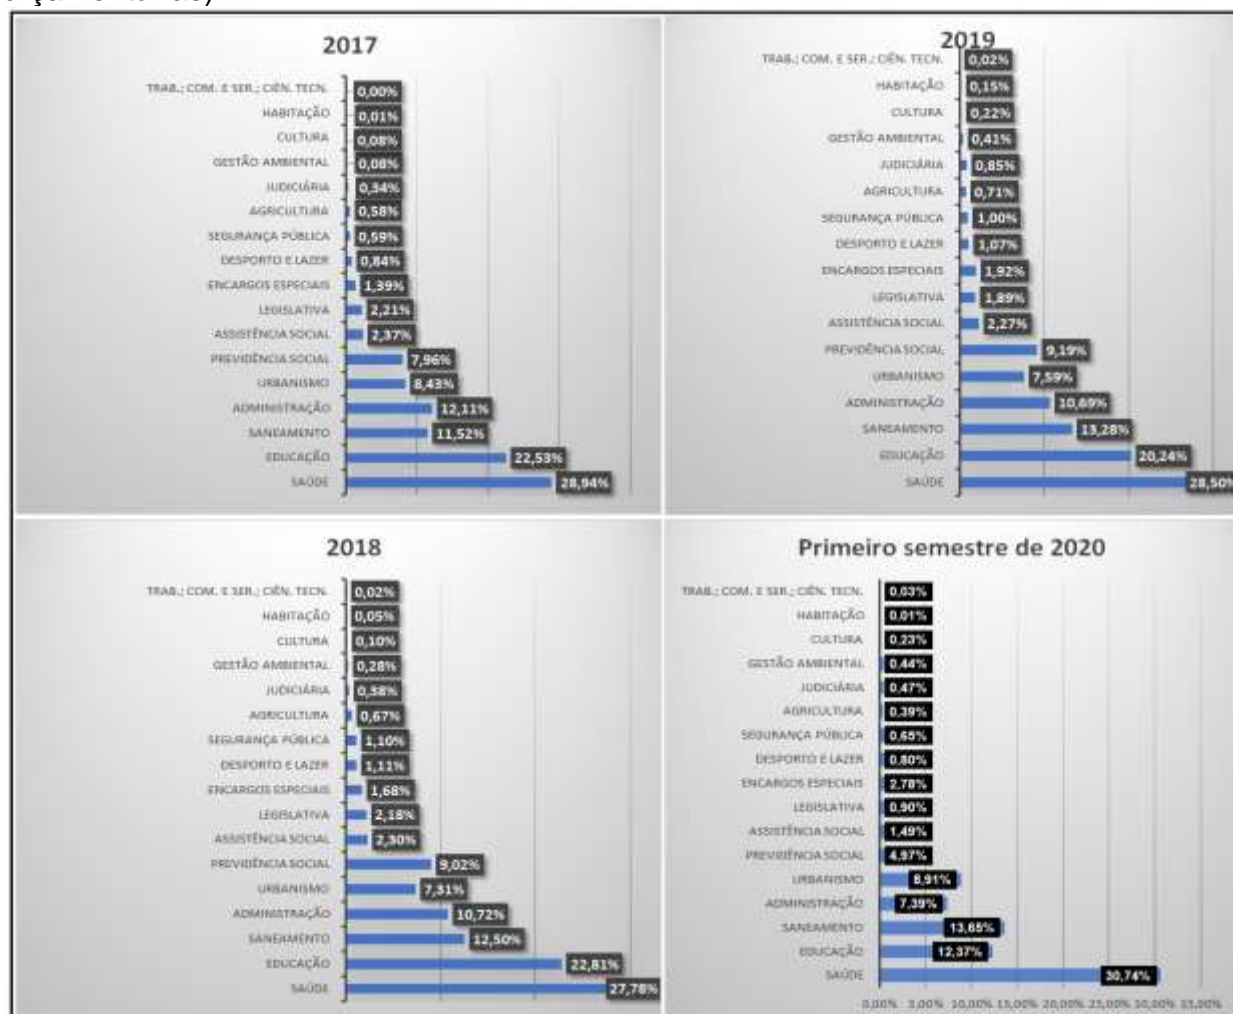 2017
TRAB.; COM. E SER.; CIÊN. TECN. 0,00%
HABITAÇÃO 0,01%
CULTURA 0,08%
GESTÃO AMBIENTAL 0,08%
JUDICIÁRIA 0,34%
AGRICULTURA 0,58%
SEGURANÇA PÚBLICA 0,59%
DESPORTO E LAZER 0,84%
ENCARGOS ESPECIAIS 1,39%
LEGISLATIVA 2,21%
ASSISTÊNCIA SOCIAL 2,37%
PREVIDÊNCIA SOCIAL 7,96%
URBANISMO 8,43%
ADMINISTRAÇÃO 12,11%
SANEAMENTO 11,52%
EDUCAÇÃO 22,53%
SAÚDE 28,94%
2019
TRAB.; COM. E SER.; CIÊN. TECN. 0,02%
HABITAÇÃO 0,15%
CULTURA 0,22%
GESTÃO AMBIENTAL 0,41%
JUDICIÁRIA 0,85%
AGRICULTURA 0,71%
SEGURANÇA PÚBLICA 1,00%
DESPORTO E LAZER 1,07%
ENCARGOS ESPECIAIS 1,92%
LEGISLATIVA 1,89%
ASSISTÊNCIA SOCIAL 2,27%
PREVIDÊNCIA SOCIAL 9,19%
URBANISMO 7,59%
ADMINISTRAÇÃO 10,69%
SANEAMENTO 13,28%
EDUCAÇÃO 20,24%
SAÚDE 28,50%
2018
TRAB.; COM. E SER.; CIÊN. TECN. 0,02%
HABITAÇÃO 0,05%
CULTURA 0,10%
GESTÃO AMBIENTAL 0,28%
JUDICIÁRIA 0,38%
AGRICULTURA 0,67%
SEGURANÇA PÚBLICA 1,10%
DESPORTO E LAZER 1,11%
ENCARGOS ESPECIAIS 1,68%
LEGISLATIVA 2,18%
ASSISTÊNCIA SOCIAL 2,30%
PREVIDÊNCIA SOCIAL 9,02%
URBANISMO 7,31%
ADMINISTRAÇÃO 10,72%
SANEAMENTO 12,50%
EDUCAÇÃO 22,81%
SAÚDE 27,78%
Primeiro semestre de 2020
TRAB.; COM. E SER.; CIÊN. TECN. 0,03%
HABITAÇÃO 0,01%
CULTURA 0,23%
GESTÃO AMBIENTAL 0,44%
JUDICIÁRIA 0,47%
AGRICULTURA 0,39%
SEGURANÇA PÚBLICA 0,65%
DESPORTO E LAZER 0,80%
ENCARGOS ESPECIAIS 2,78%
LEGISLATIVA 0,90%
ASSISTÊNCIA SOCIAL 1,49%
PREVIDÊNCIA SOCIAL 4,97%
URBANISMO 8,91%
ADMINISTRAÇÃO 7,39%
SANEAMENTO 13,65%
EDUCAÇÃO 12,37%
SAÚDE 30,74%
0,00% 5,00% 10,00% 15,00% 20,00% 25,00% 30,00% 35,00%